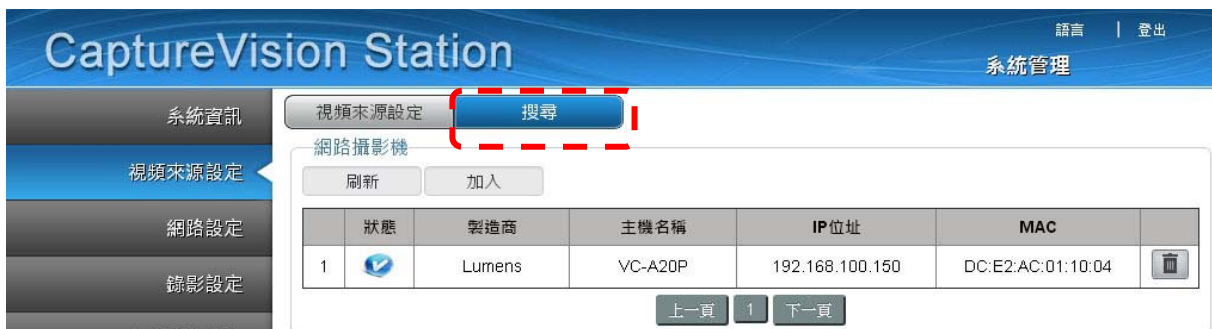 CaptureVision Station
語言 | 登出
系統管理
系統資訊
視頻來源設定
網路設定
錄影設定
視頻來源設定 搜尋
網路攝影機
刷新 加入
狀態 製造商 主機名稱 IP位址 MAC
1 Lumens VC-A20P 192.168.100.150 DC:E2:AC:01:10:04
上一頁 1 下一頁